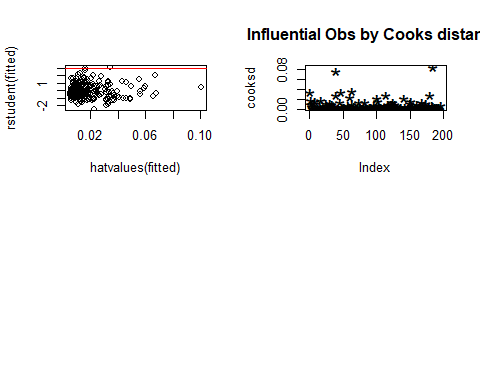 Influential Obs by Cooks distan
rstudent(fitted)
-2
1
0.02
0.06
0.10
hatvalues(fitted)
cooksd
0.00
0.08
0
50
100
150
200
Index